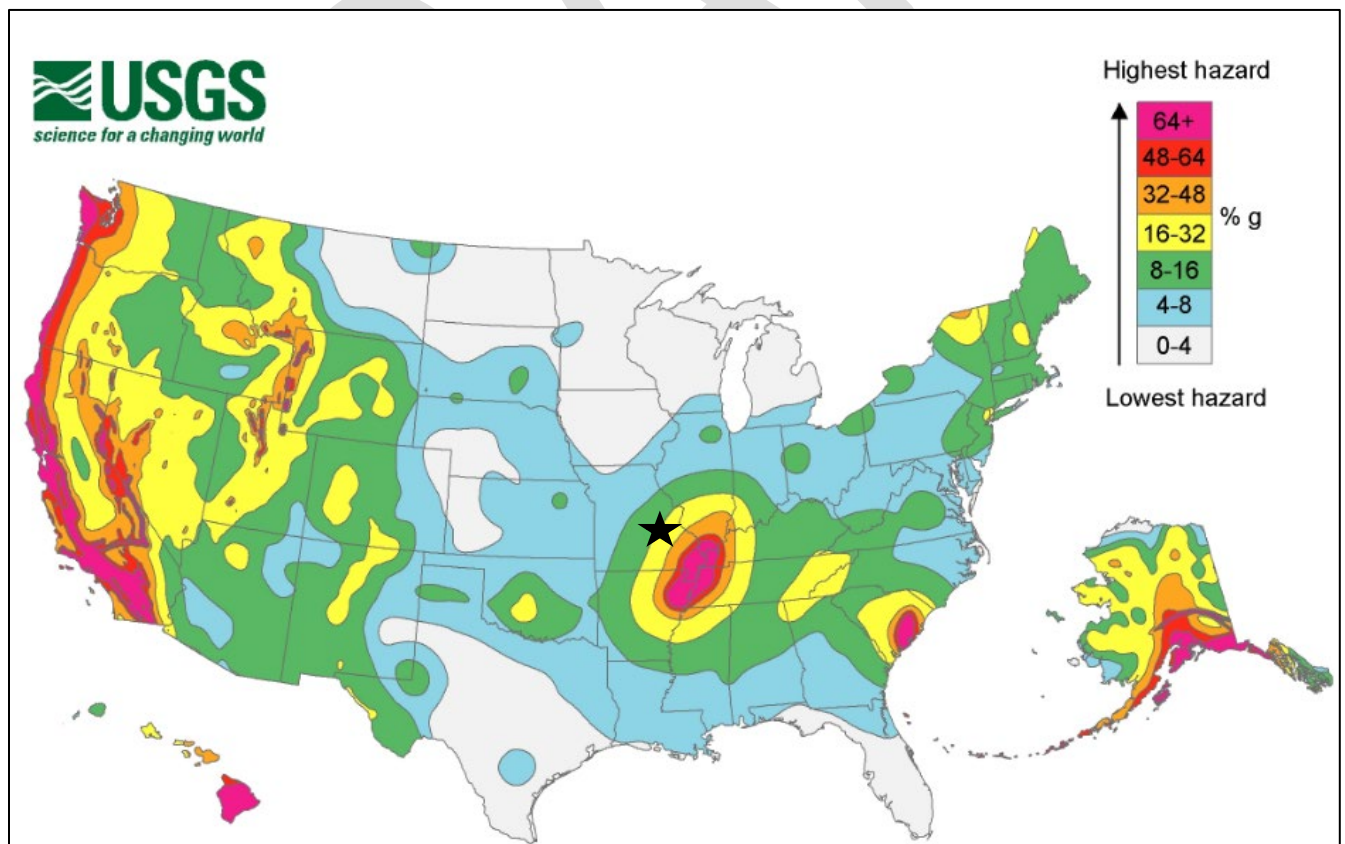 USGS
science for a changing world
Highest hazard
64+
48-64
32-48
16-32
8-16
4-8
0-4
% g
Lowest hazard